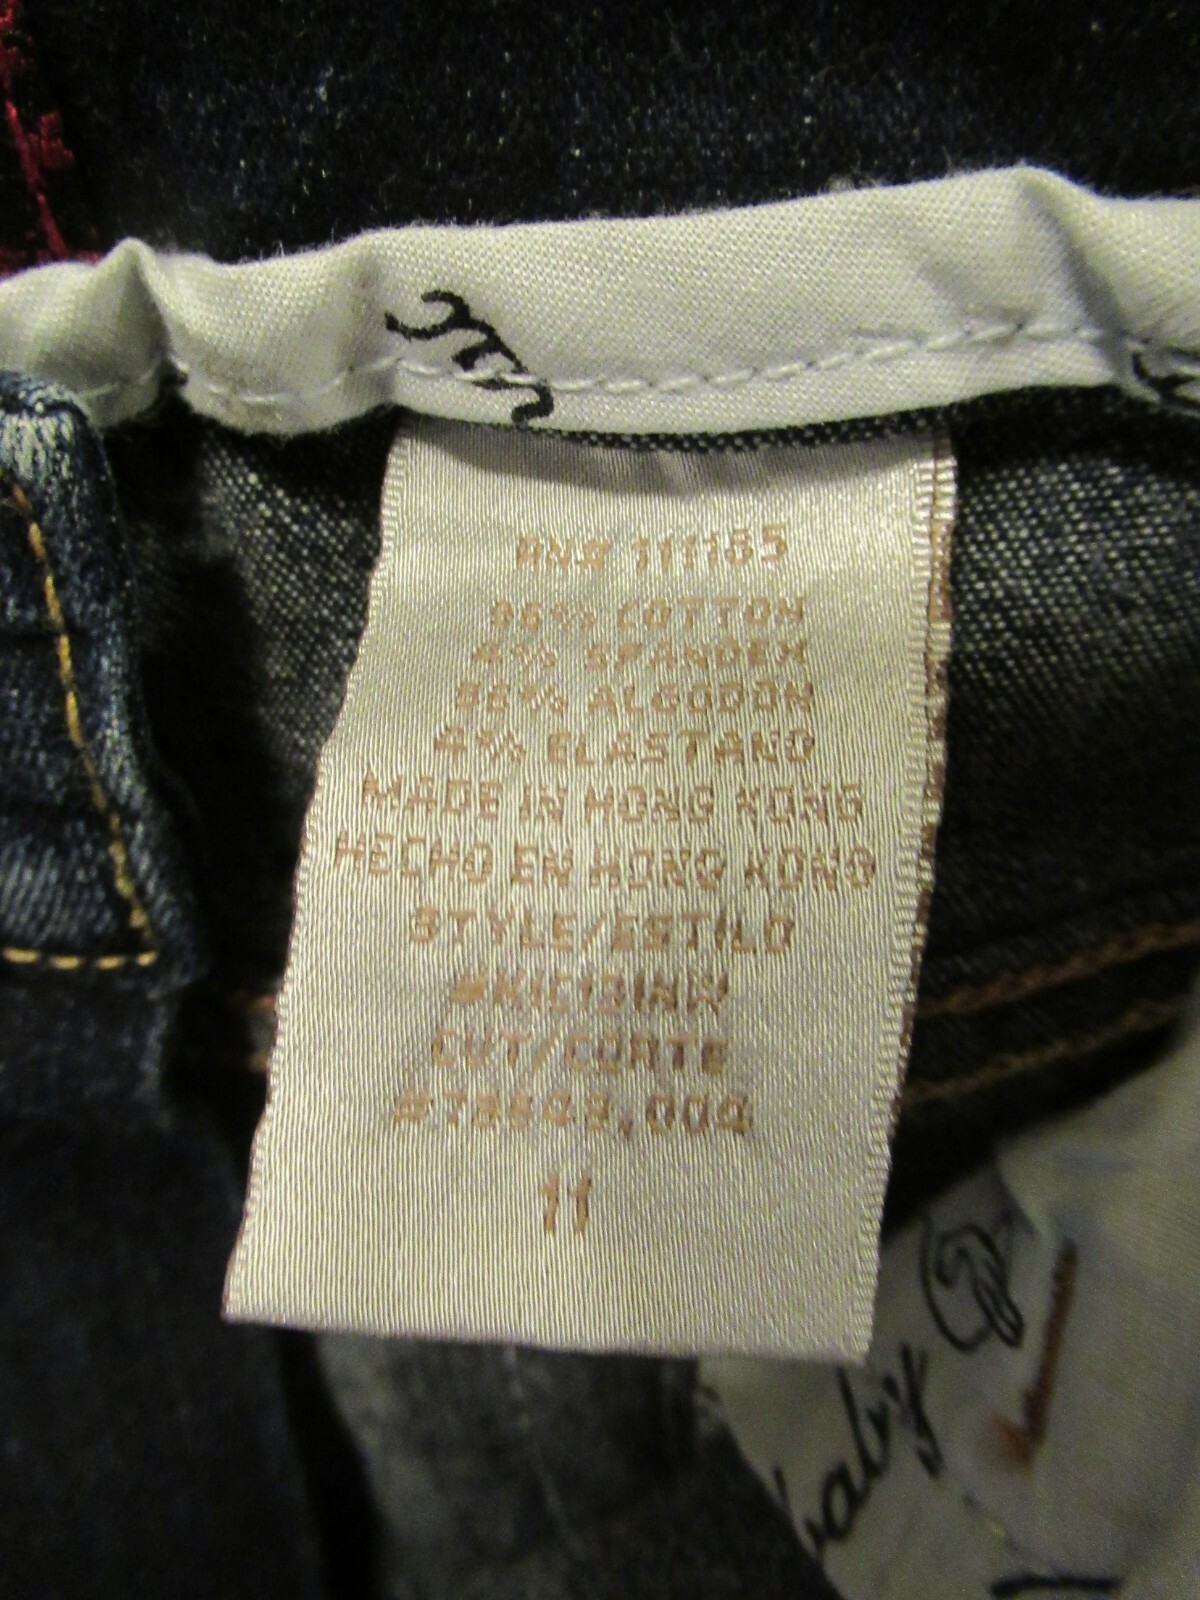 RN# 111185
96% COTTON
4% SPANDEX
96% ALGODON
4% ELASTANO
MADE IN HONG KONG
HECHO EN HONG KONG
STYLE/ESTILO
CUT/CORTE
11
baby